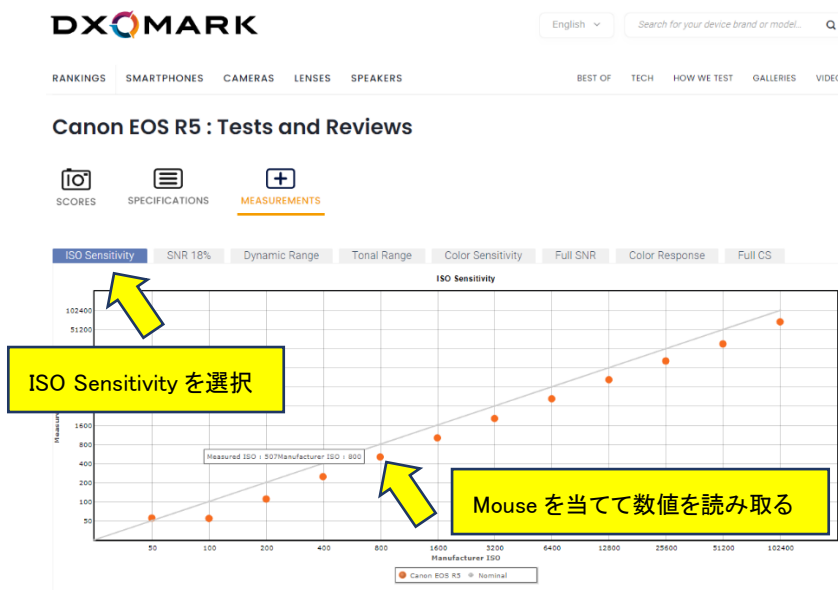 DXOMARK
English
Search for your device brand or model...
RANKINGS SMARTPHONES CAMERAS LENSES SPEAKERS
BEST OF TECH HOW WE TEST GALLERIES VIDEO
Canon EOS R5 : Tests and Reviews
SCORES SPECIFICATIONS MEASUREMENTS
ISO Sensitivity SNR 18% Dynamic Range Tonal Range Color Sensitivity Full SNR Color Response Full CS
ISO Sensitivity
102400
51200
ISO Sensitivity を選択
1600
800
Measured ISO : 507Manufacturer ISO : 800
400
200
Mouse を当てて数値を読み取る
100
50
50 100 200 400 800 1600 3200 6400 12800 25600 51200 102400
Manufacturer ISO
Canon EOS R5 Nominal